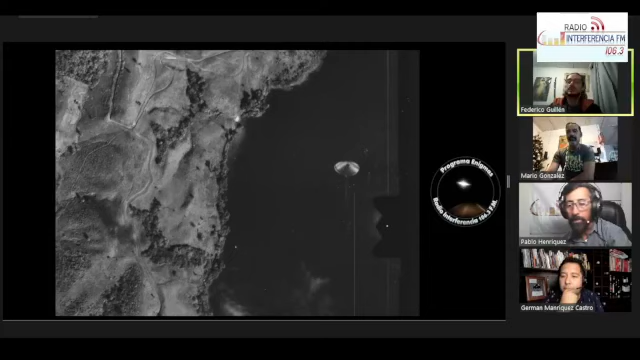 RADIO
INTERFERENCIA FM
106.3
Federico Guillén
Mario Gonzalez
Programa Enigmas
Radio Interferencia 106.3 FM
Pablo Henriquez
German Manriquez Castro